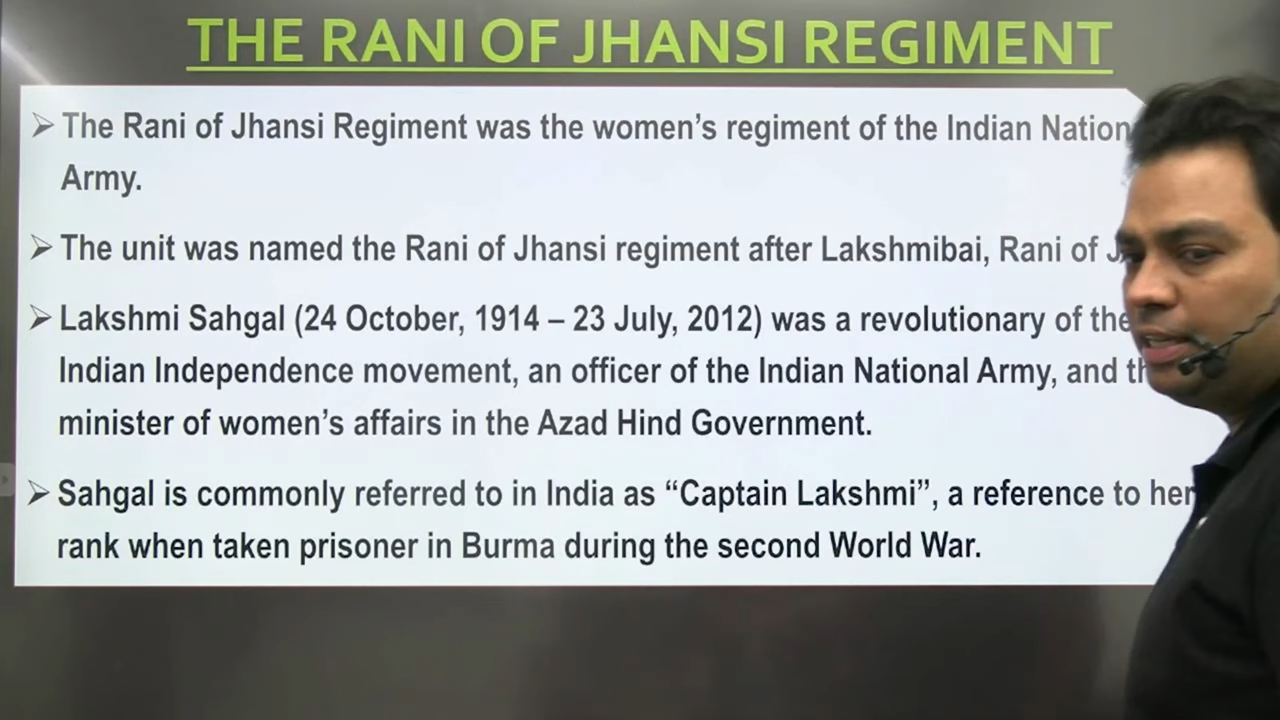 THE RANI OF JHANSI REGIMENT
➢ The Rani of Jhansi Regiment was the women's regiment of the Indian
Army.
➢ The unit was named the Rani of Jhansi regiment after Lakshmibai, Rani of
➢ Lakshmi Sahgal (24 October, 1914 – 23 July, 2012) was a revolutionary of the
Indian Independence movement, an officer of the Indian National Army, and
minister of women's affairs in the Azad Hind Government.
➢ Sahgal is commonly referred to in India as “Captain Lakshmi”, a reference to her
rank when taken prisoner in Burma during the second World War.